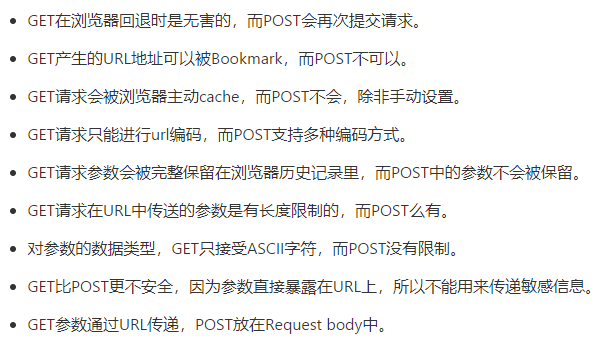 GET在浏览器回退时是无害的，而POST会再次提交请求。
GET产生的URL地址可以被Bookmark，而POST不可以。
GET请求会被浏览器主动cache，而POST不会，除非手动设置。
GET请求只能进行url编码，而POST支持多种编码方式。
GET请求参数会被完整保留在浏览器历史记录里，而POST中的参数不会被保留。
GET请求在URL中传送的参数是有长度限制的，而POST么有。
对参数的数据类型，GET只接受ASCII字符，而POST没有限制。
GET比POST更不安全，因为参数直接暴露在URL上，所以不能用来传递敏感信息。
GET参数通过URL传递，POST放在Request body中。